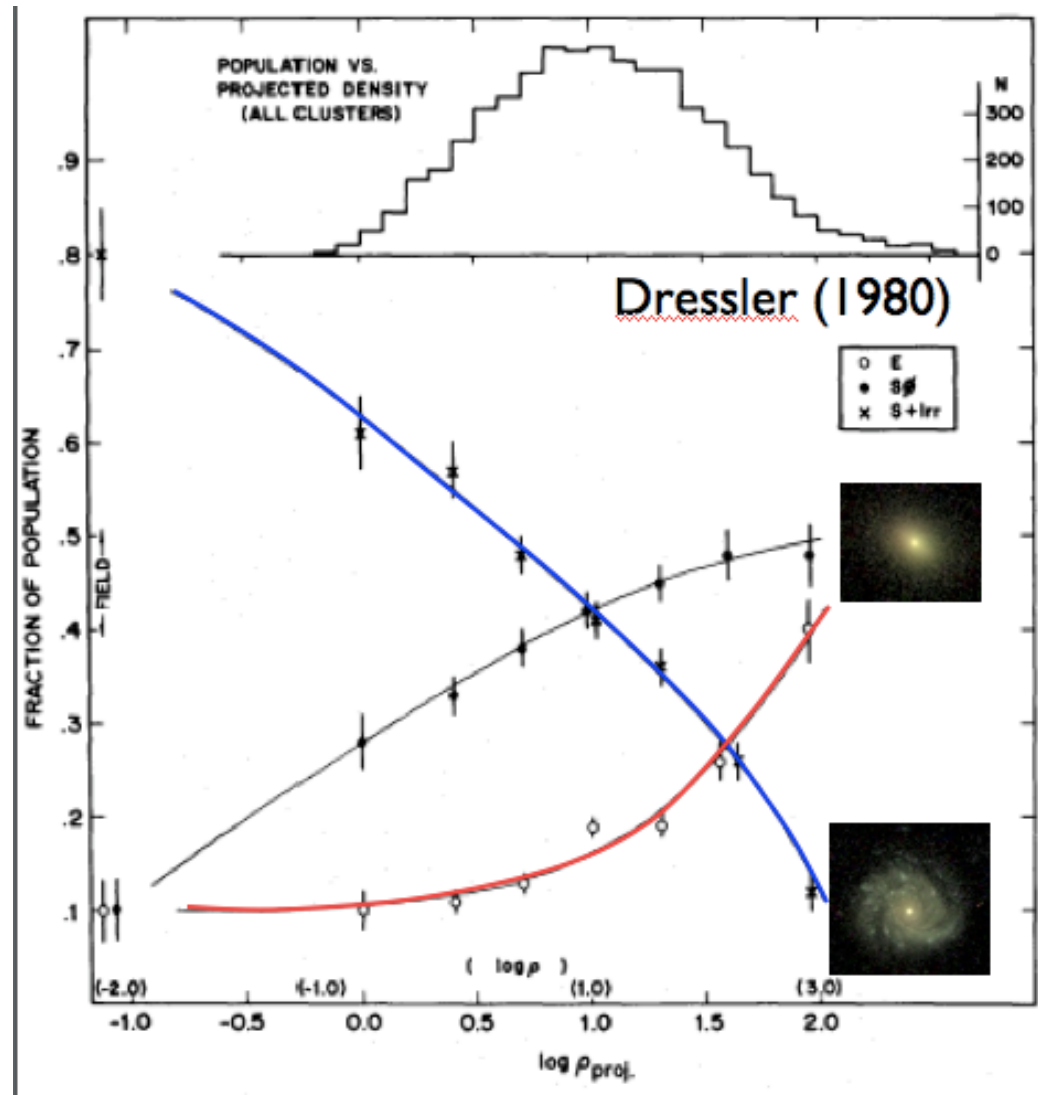 POPULATION VS.
PROJECTED DENSITY
(ALL CLUSTERS)
N
300
200
100
0
Dressler (1980)
E
SØ
S+Irr
.9
.8
.7
.6
.5
.4
.3
.2
.1
FRACTION OF POPULATION
FIELD
( log ρ )
(-2.0) (-1.0) (1.0) (3.0)
-1.0 -0.5 0.0 0.5 1.0 1.5 2.0
log ρproj.